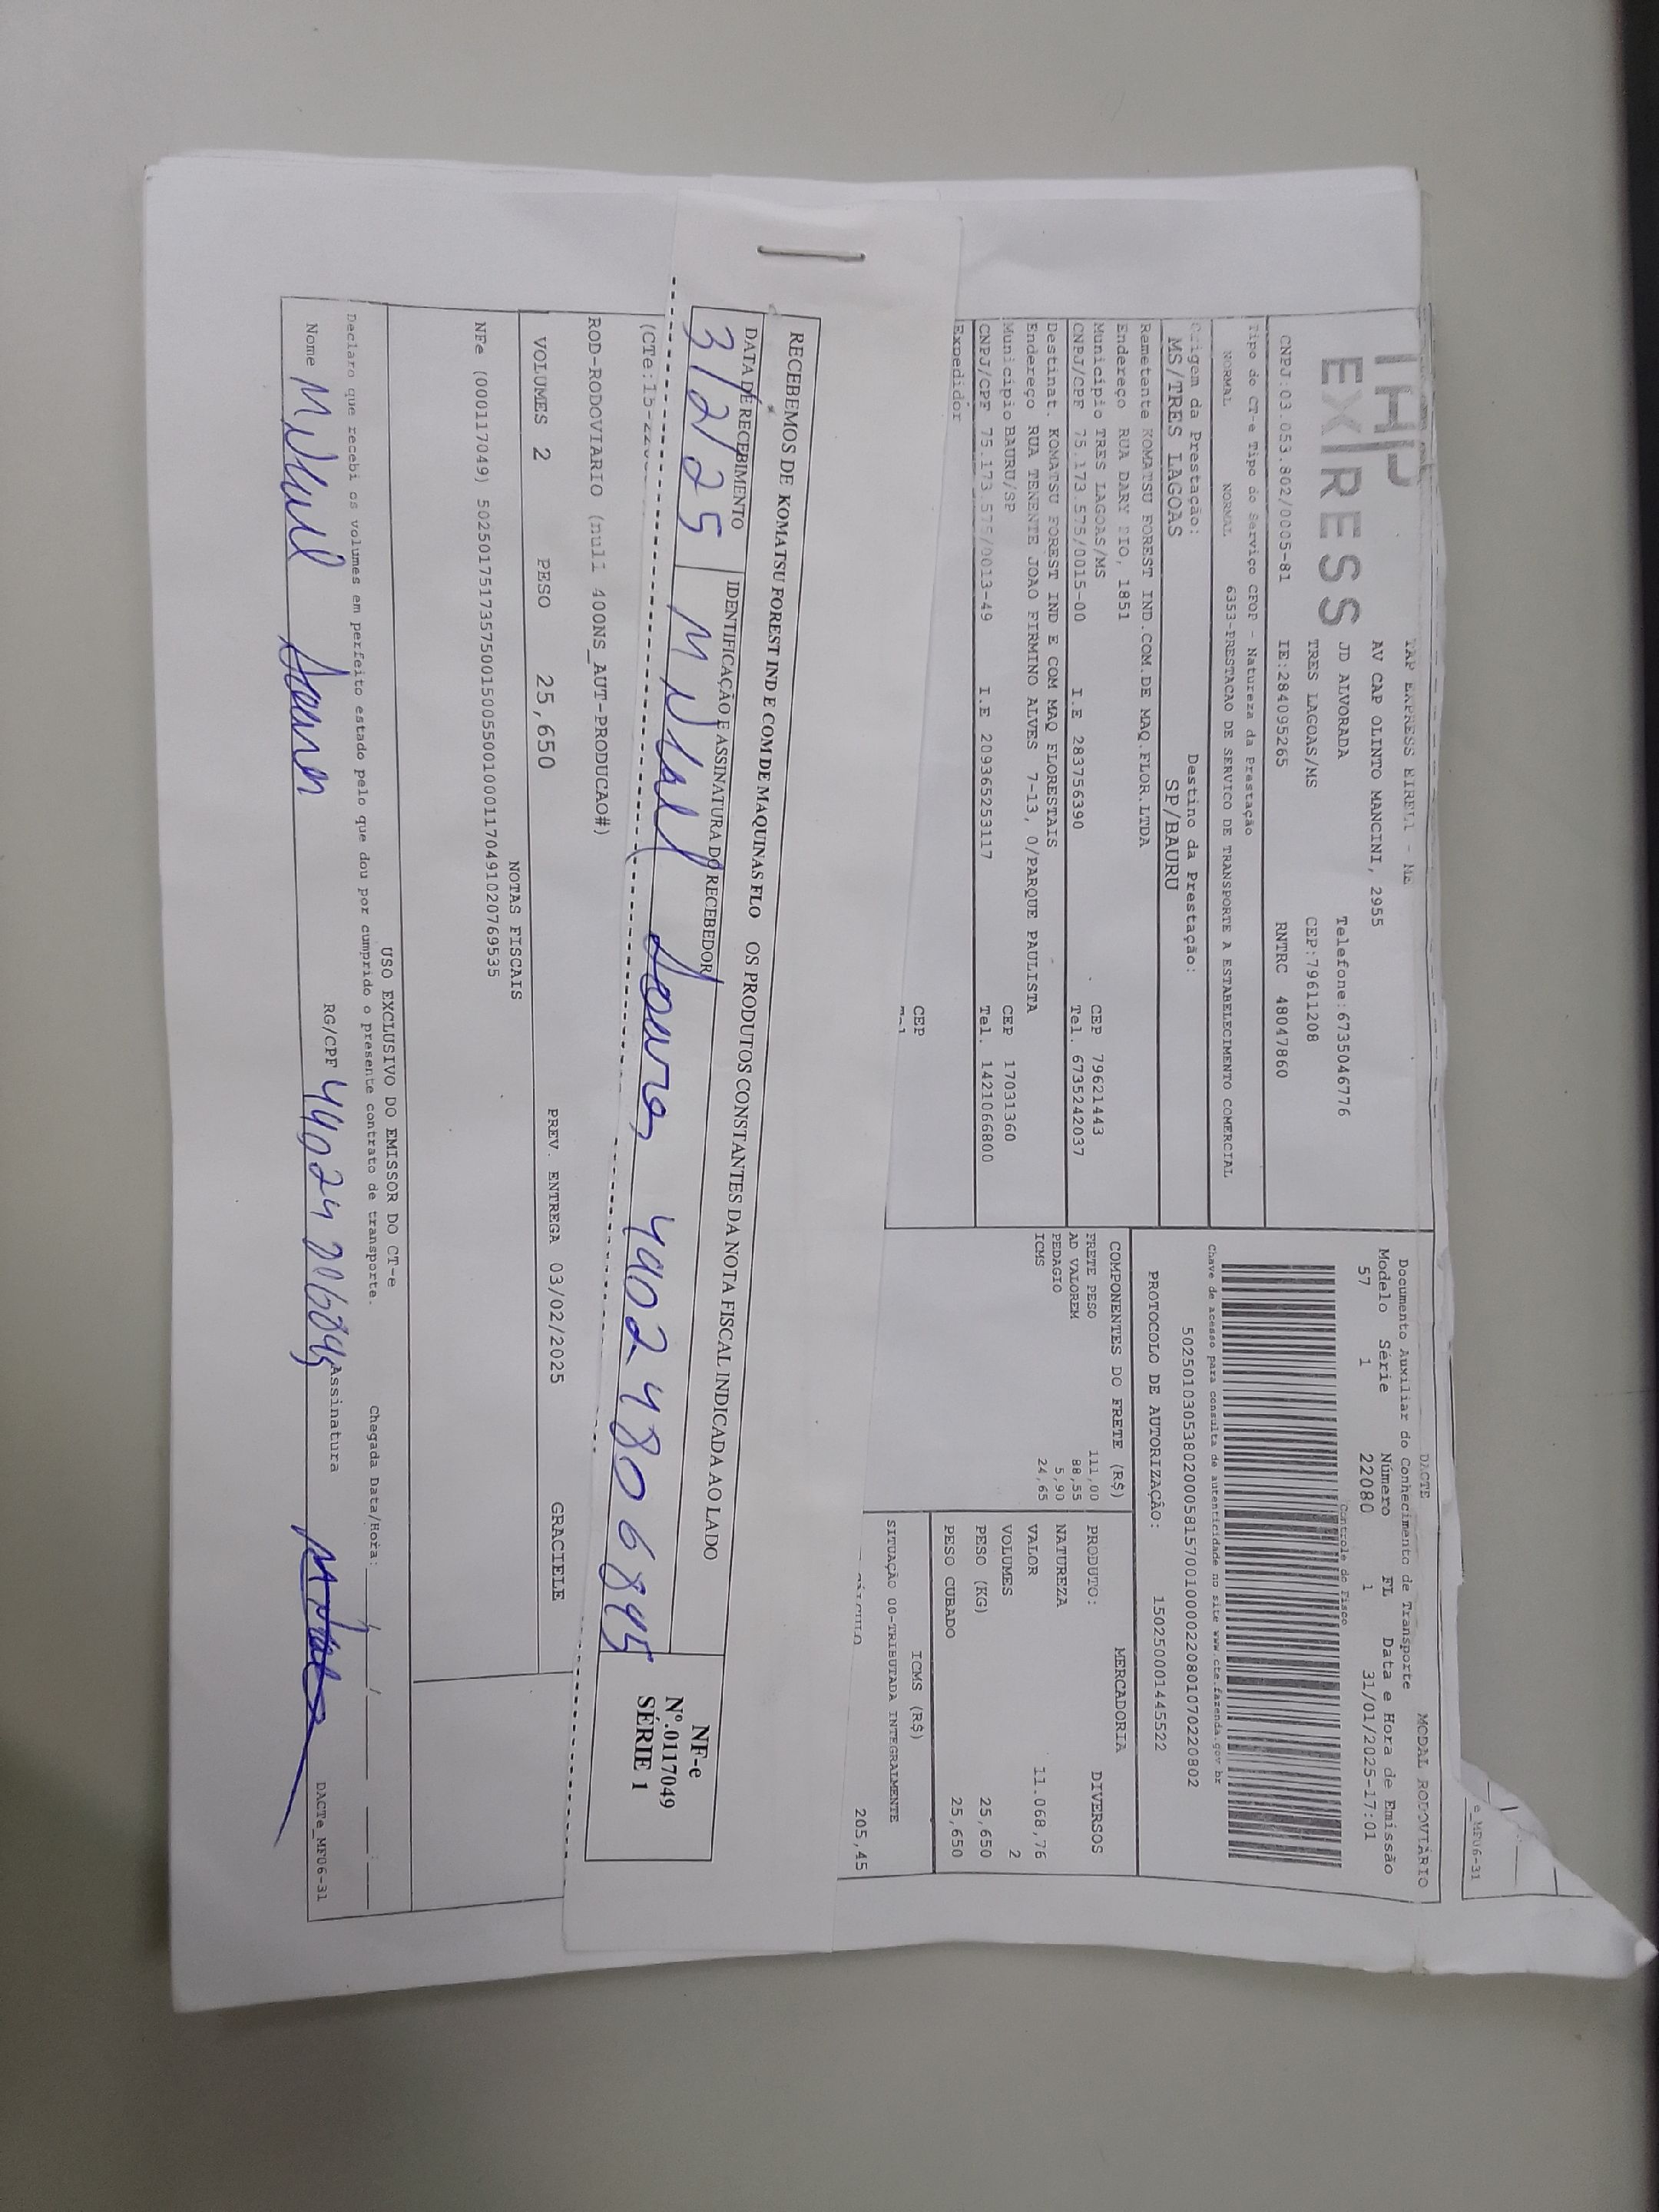 DACTE
MODAL RODOVIARIO
Documento Auxiliar do Conhecimento de Transporte
Modelo Série Número FL Data e Hora de Emissão
57 1 22080 1 31/01/2025-17:01
Controle do Fisco
TAP EXPRESS EIRELI - Me
AV CAP OLINTO MANCINI, 2955
JD ALVORADA Telefone:6735046776
TRES LAGOAS/MS CEP:79611208
EXPRESS
CNPJ:03.053.802/0005-81 IE:284095265 RNTRC 48047860
Tipo do CT-e Tipo do Serviço CFOP - Natureza da Prestação
NORMAL NORMAL 6353-PRESTACAO DE SERVICO DE TRANSPORTE A ESTABELECIMENTO COMERCIAL
Chave de acesso para consulta de autenticidade no site www.cte.fazenda.gov.br
50250103053802000581570010000220801070220802
Origem da Prestação: Destino da Prestação:
MS/TRES LAGOAS SP/BAURU
PROTOCOLO DE AUTORIZAÇÃO: 150250001445522
Remetente KOMATSU FOREST IND.COM.DE MAQ.FLOR.LTDA
Endereço RUA DARY PIO, 1851
Município TRES LAGOAS/MS CEP 79621443
CNPJ/CPF 75.173.575/0015-00 I.E 283756390 Tel. 6735242037
Destinat. KOMATSU FOREST IND E COM MAQ FLORESTAIS
Endereço RUA TENENTE JOAO FIRMINO ALVES 7-13, 0/PARQUE PAULISTA
Município BAURU/SP CEP 17031360
CNPJ/CPF 75.173.575/0013-49 I.E 209365253117 Tel. 1421066800
Expedidor
CEP
COMPONENTES DO FRETE (R$)
FRETE PESO 111,00
AD VALOREM 88,55
PEDAGIO 5,90
ICMS 24,65
MERCADORIA
PRODUTO: DIVERSOS
NATUREZA
VALOR 11.068,76
VOLUMES 2
PESO (KG) 25,650
PESO CUBADO 25,650
ICMS (R$)
SITUAÇÃO 00-TRIBUTADA INTEGRALMENTE
205,45
RECEBEMOS DE KOMATSU FOREST IND E COM DE MAQUINAS FLO OS PRODUTOS CONSTANTES DA NOTA FISCAL INDICADA AO LADO
DATA DE RECEBIMENTO IDENTIFICAÇÃO E ASSINATURA DO RECEBEDOR
3/2/25
NF-e
Nº.0117049
SÉRIE 1
ROD-RODOVIARIO (null 400NS_AUT-PRODUCAO#)
VOLUMES 2 PESO 25,650 PREV. ENTREGA 03/02/2025 GRACIELE
NOTAS FISCAIS
NFe (000117049) 50250175173575001500550010001170491020769535
USO EXCLUSIVO DO EMISSOR DO CT-e
Declaro que recebi os volumes em perfeito estado pelo que dou por cumprido o presente contrato de transporte. Chegada Data/Hora:
Nome RG/CPF Assinatura
DACTe_MF06-31
e_MF06-31